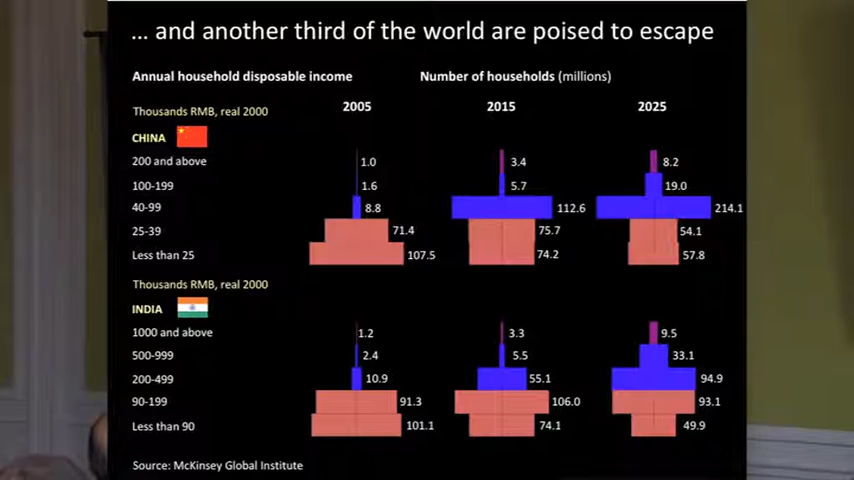 ... and another third of the world are poised to escape
Annual household disposable income Number of households (millions)
Thousands RMB, real 2000 2005 2015 2025
CHINA
200 and above 1.0 3.4 8.2
100-199 1.6 5.7 19.0
40-99 8.8 112.6 214.1
25-39 71.4 75.7 54.1
Less than 25 107.5 74.2 57.8
Thousands RMB, real 2000
INDIA
1000 and above 1.2 3.3 9.5
500-999 2.4 5.5 33.1
200-499 10.9 55.1 94.9
90-199 91.3 106.0 93.1
Less than 90 101.1 74.1 49.9
Source: McKinsey Global Institute